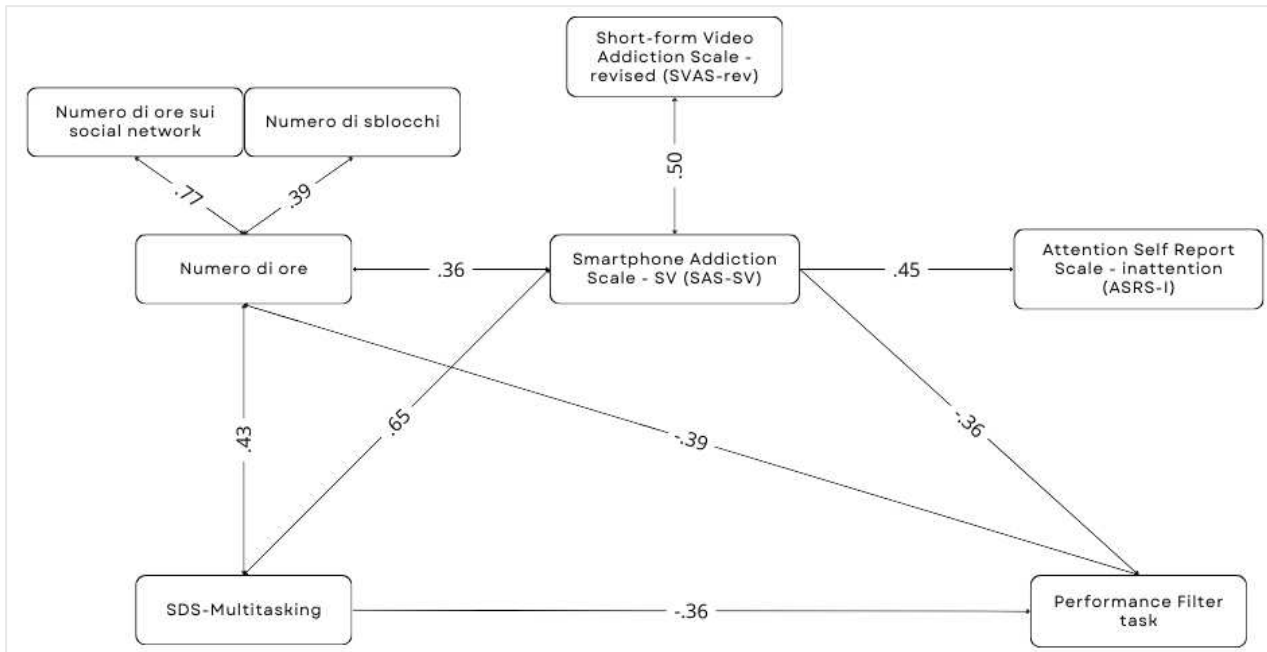 Short-form Video
Addiction Scale -
revised (SVAS-rev)
Numero di ore sui
social network
Numero di sblocchi
.77
.39
.50
Numero di ore
.36
Smartphone Addiction
Scale - SV (SAS-SV)
.45
Attention Self Report
Scale - inattention
(ASRS-I)
.43
.65
-.39
-.36
SDS-Multitasking
-.36
Performance Filter
task